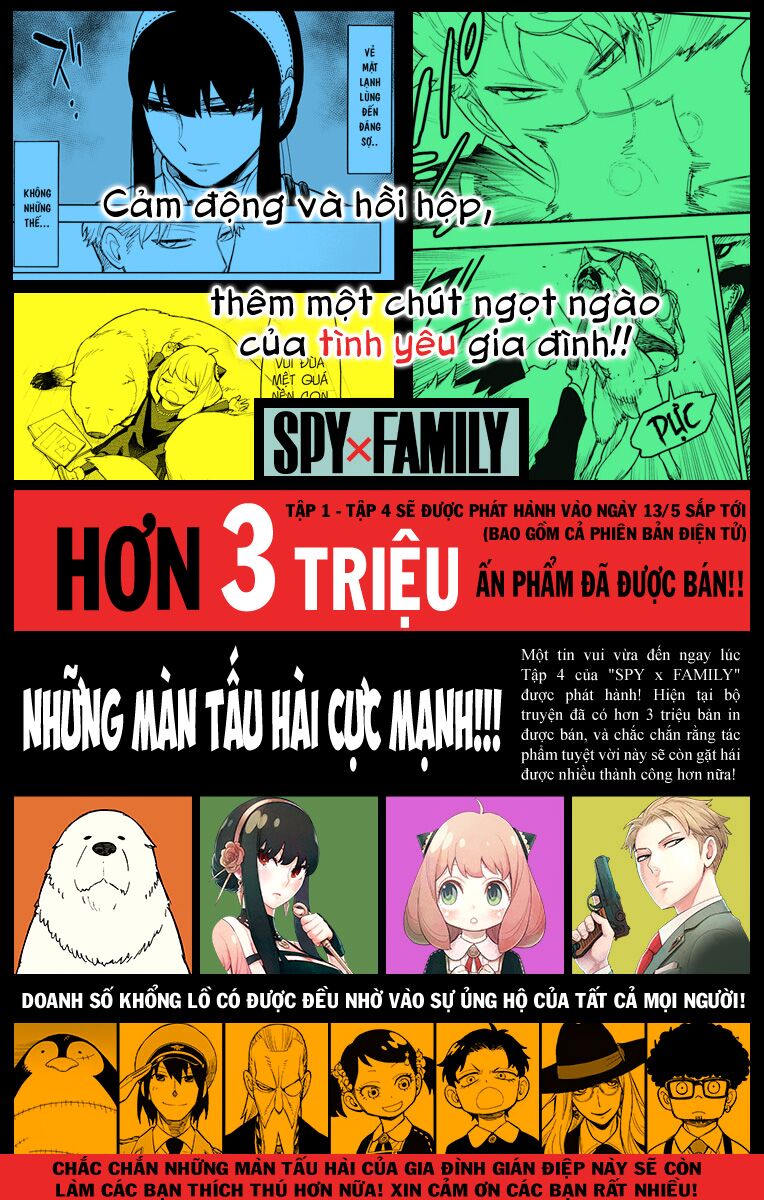 VẺ
MẶT
LẠNH
LÙNG
ĐẾN
ĐÁNG
SỢ..
KHÔNG
NHỮNG
THẾ...
Cảm động và hồi hộp,
thêm một chút ngọt ngào
của tình yêu gia đình!!
VUI ĐÙA
MỆT QUÁ
NÊN CON
PỰC
SPY×FAMILY
TẬP 1 - TẬP 4 SẼ ĐƯỢC PHÁT HÀNH VÀO NGÀY 13/5 SẮP TỚI
(BAO GỒM CẢ PHIÊN BẢN ĐIỆN TỬ)
HƠN 3 TRIỆU ẤN PHẨM ĐÃ ĐƯỢC BÁN!!
NHỮNG MÀN TẤU HÀI CỰC MẠNH!!!
Một tin vui vừa đến ngay lúc
Tập 4 của "SPY x FAMILY"
được phát hành! Hiện tại bộ
truyện đã có hơn 3 triệu bản in
được bán, và chắc chắn rằng tác
phẩm tuyệt vời này sẽ còn gặt hái
được nhiều thành công hơn nữa!
DOANH SỐ KHỔNG LỒ CÓ ĐƯỢC ĐỀU NHỜ VÀO SỰ ỦNG HỘ CỦA TẤT CẢ MỌI NGƯỜI!
CHẮC CHẮN NHỮNG MÀN TẤU HÀI CỦA GIA ĐÌNH GIÁN ĐIỆP NÀY SẼ CÒN
LÀM CÁC BẠN THÍCH THÚ HƠN NỮA! XIN CẢM ƠN CÁC BẠN RẤT NHIỀU!